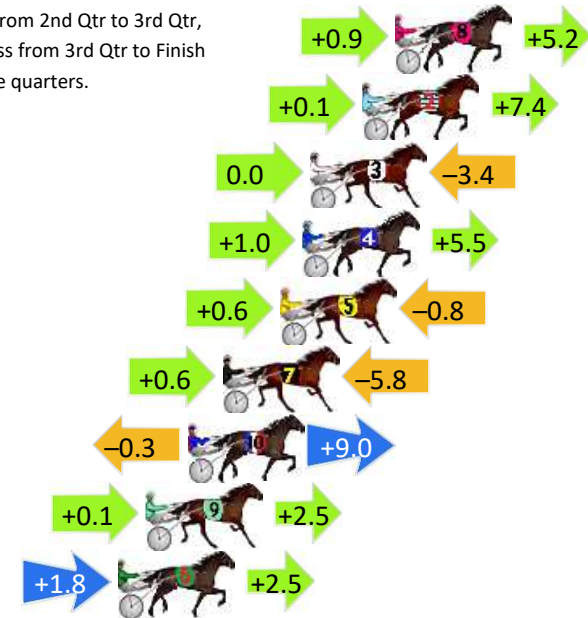 rom 2nd Qtr to 3rd Qtr,
ss from 3rd Qtr to Finish
e quarters.
+0.9 8 +5.2
+0.1 +7.4
0.0 3 –3.4
+1.0 4 +5.5
+0.6 5 –0.8
+0.6 7 –5.8
–0.3 10 +9.0
+0.1 9 +2.5
+1.8 6 +2.5